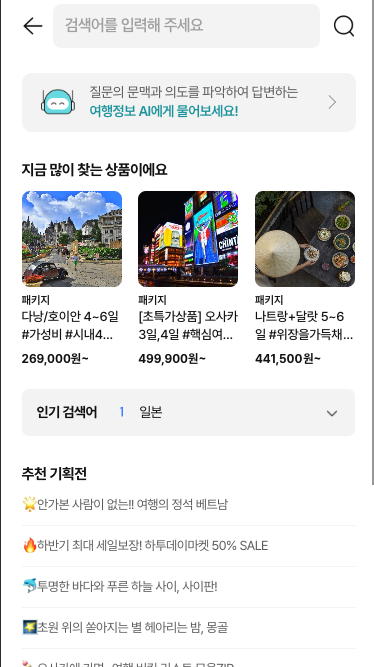 검색어를 입력해 주세요
질문의 문맥과 의도를 파악하여 답변하는
여행정보 AI에게 물어보세요!
지금 많이 찾는 상품이에요
패키지
다낭/호이안 4~6일
#가성비 #시내4...
269,000원~
패키지
[초특가상품] 오사카
3일,4일 #핵심여...
499,900원~
패키지
나트랑+달랏 5~6
일 #위장을가득채...
441,500원~
인기 검색어 1 일본
추천 기획전
🌟안가본 사람이 없는!! 여행의 정석 베트남
🔥하반기 최대 세일보장! 하투데이마켓 50% SALE
🐬투명한 바다와 푸른 하늘 사이, 사이판!
🌠초원 위의 쏟아지는 별 헤아리는 밤, 몽골